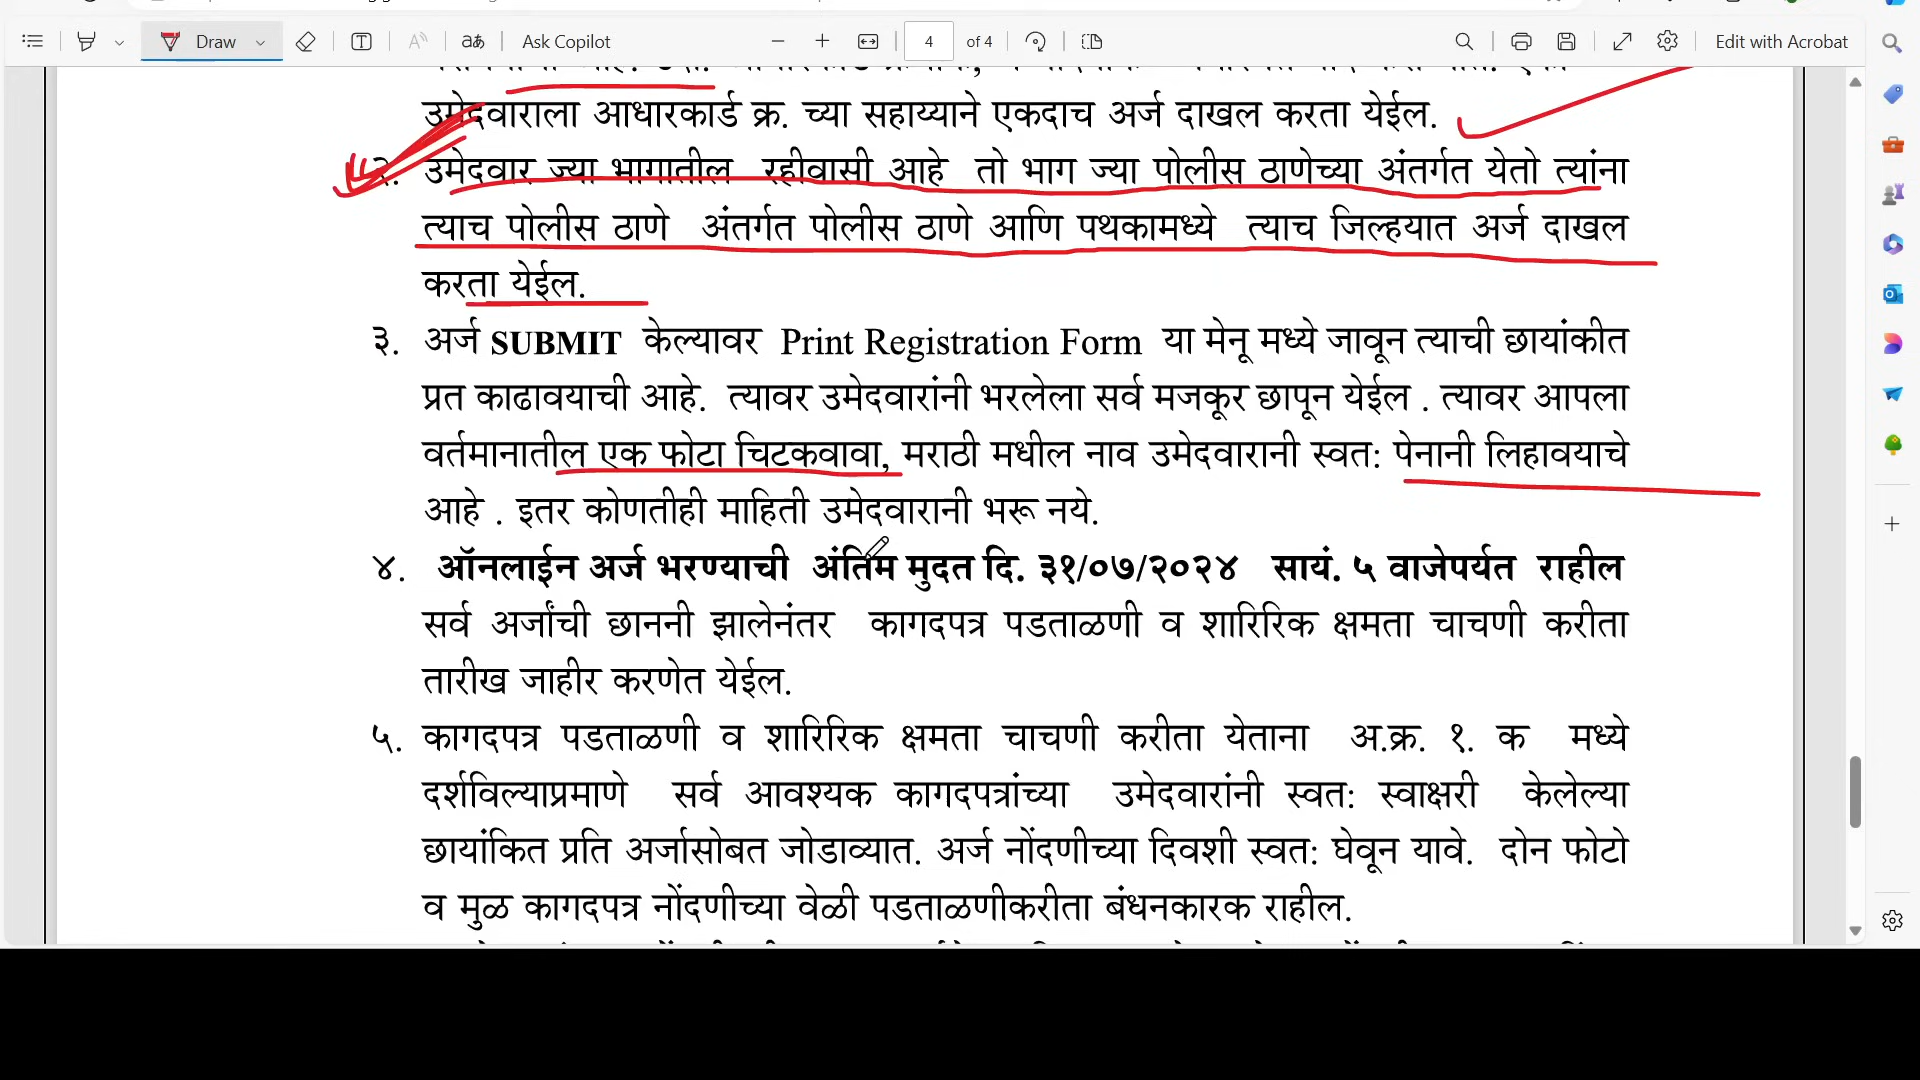 Draw
Ask Copilot
4 of 4
Edit with Acrobat
उमेदवाराला आधारकार्ड क्र. च्या सहाय्याने एकदाच अर्ज दाखल करता येईल.
२. उमेदवार ज्या भागातील रहीवासी आहे तो भाग ज्या पोलीस ठाणेच्या अंतर्गत येतो त्यांना
त्याच पोलीस ठाणे अंतर्गत पोलीस ठाणे आणि पथकामध्ये त्याच जिल्हयात अर्ज दाखल
करता येईल.
३. अर्ज SUBMIT केल्यावर Print Registration Form या मेनू मध्ये जावून त्याची छायांकीत
प्रत काढावयाची आहे. त्यावर उमेदवारांनी भरलेला सर्व मजकूर छापून येईल . त्यावर आपला
वर्तमानातील एक फोटा चिटकवावा, मराठी मधील नाव उमेदवारानी स्वत: पेनानी लिहावयाचे
आहे . इतर कोणतीही माहिती उमेदवारानी भरू नये.
४. ऑनलाईन अर्ज भरण्याची अंतिम मुदत दि. ३१/०७/२०२४ सायं. ५ वाजेपर्यत राहील
सर्व अर्जांची छाननी झालेनंतर कागदपत्र पडताळणी व शारिरिक क्षमता चाचणी करीता
तारीख जाहीर करणेत येईल.
५. कागदपत्र पडताळणी व शारिरिक क्षमता चाचणी करीता येताना अ.क्र. १. क मध्ये
दर्शविल्याप्रमाणे सर्व आवश्यक कागदपत्रांच्या उमेदवारांनी स्वत: स्वाक्षरी केलेल्या
छायांकित प्रति अर्जासोबत जोडाव्यात. अर्ज नोंदणीच्या दिवशी स्वत: घेवून यावे. दोन फोटो
व मुळ कागदपत्र नोंदणीच्या वेळी पडताळणीकरीता बंधनकारक राहील.